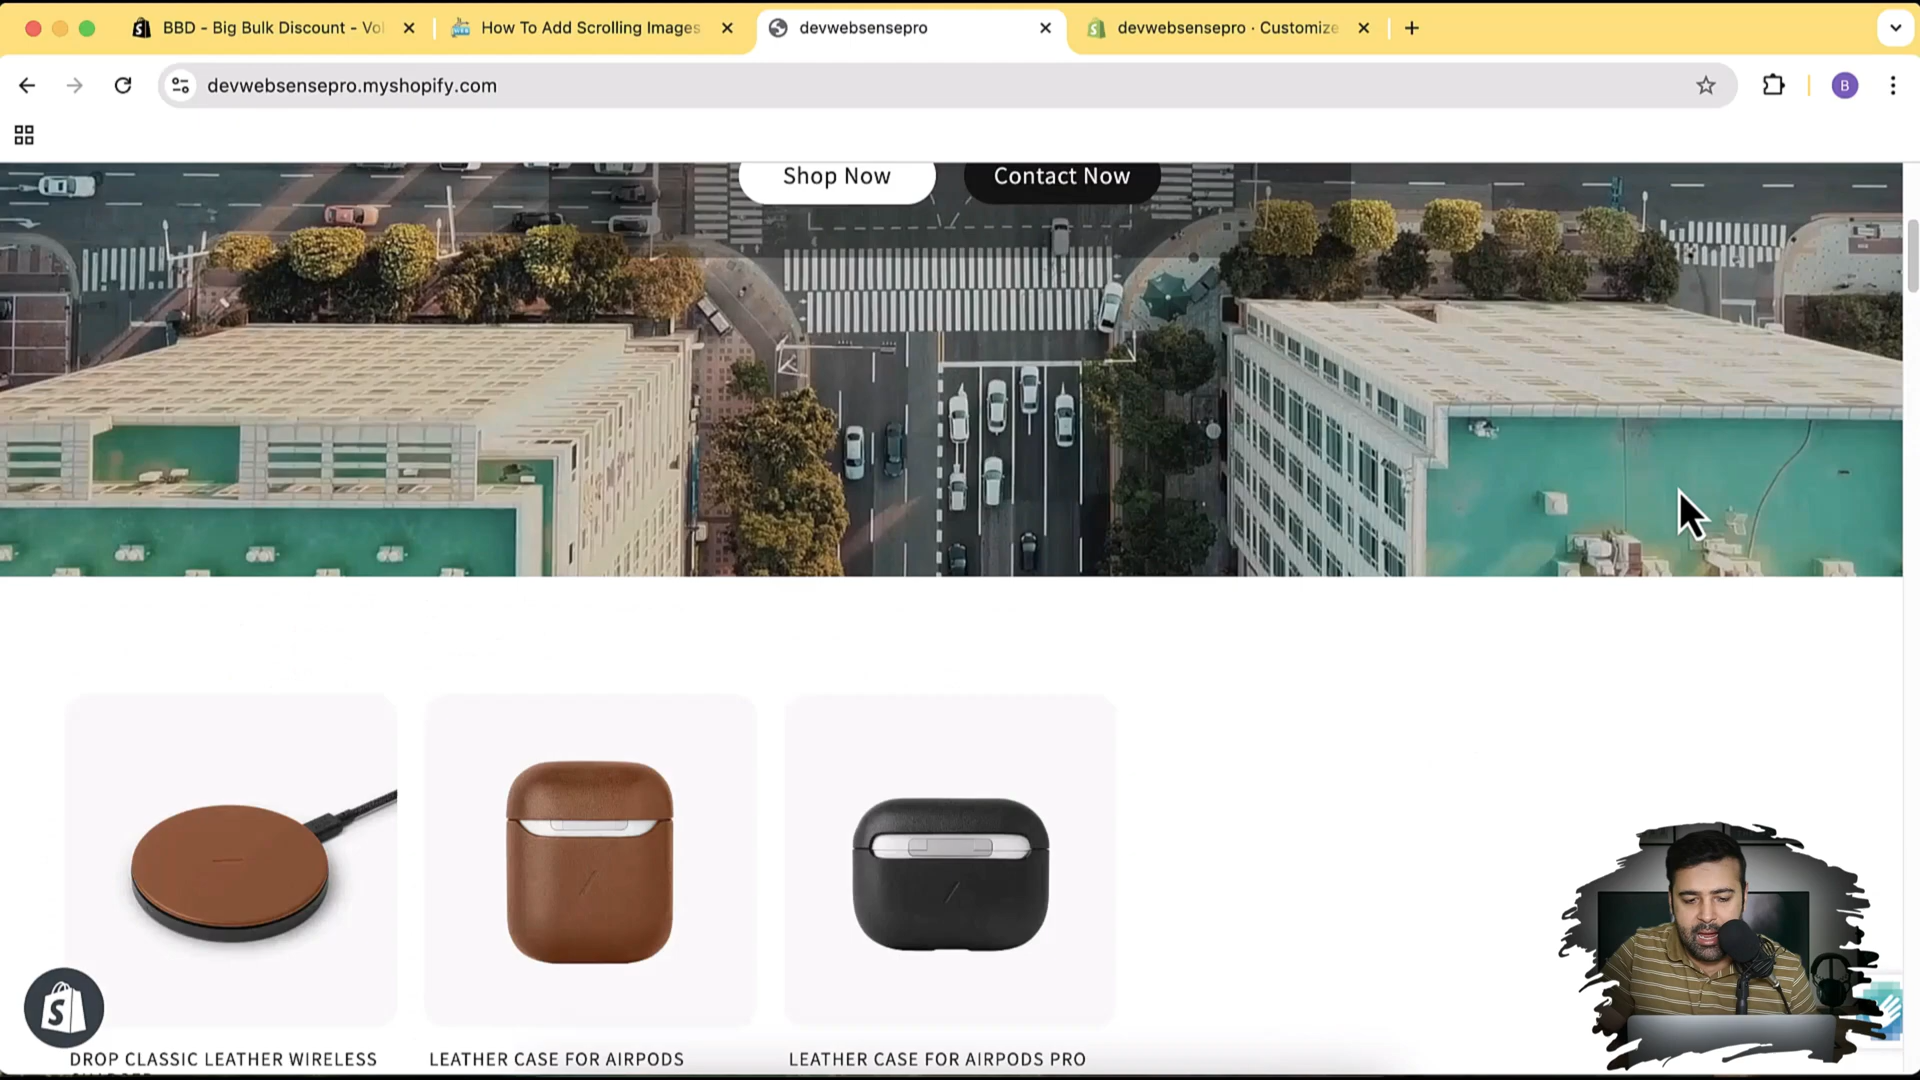 BBD - Big Bulk Discount - Vol
How To Add Scrolling Images
devwebsensepro
devwebsensepro · Customize
devwebsensepro.myshopify.com
B
Shop Now
Contact Now
DROP CLASSIC LEATHER WIRELESS
LEATHER CASE FOR AIRPODS
LEATHER CASE FOR AIRPODS PRO